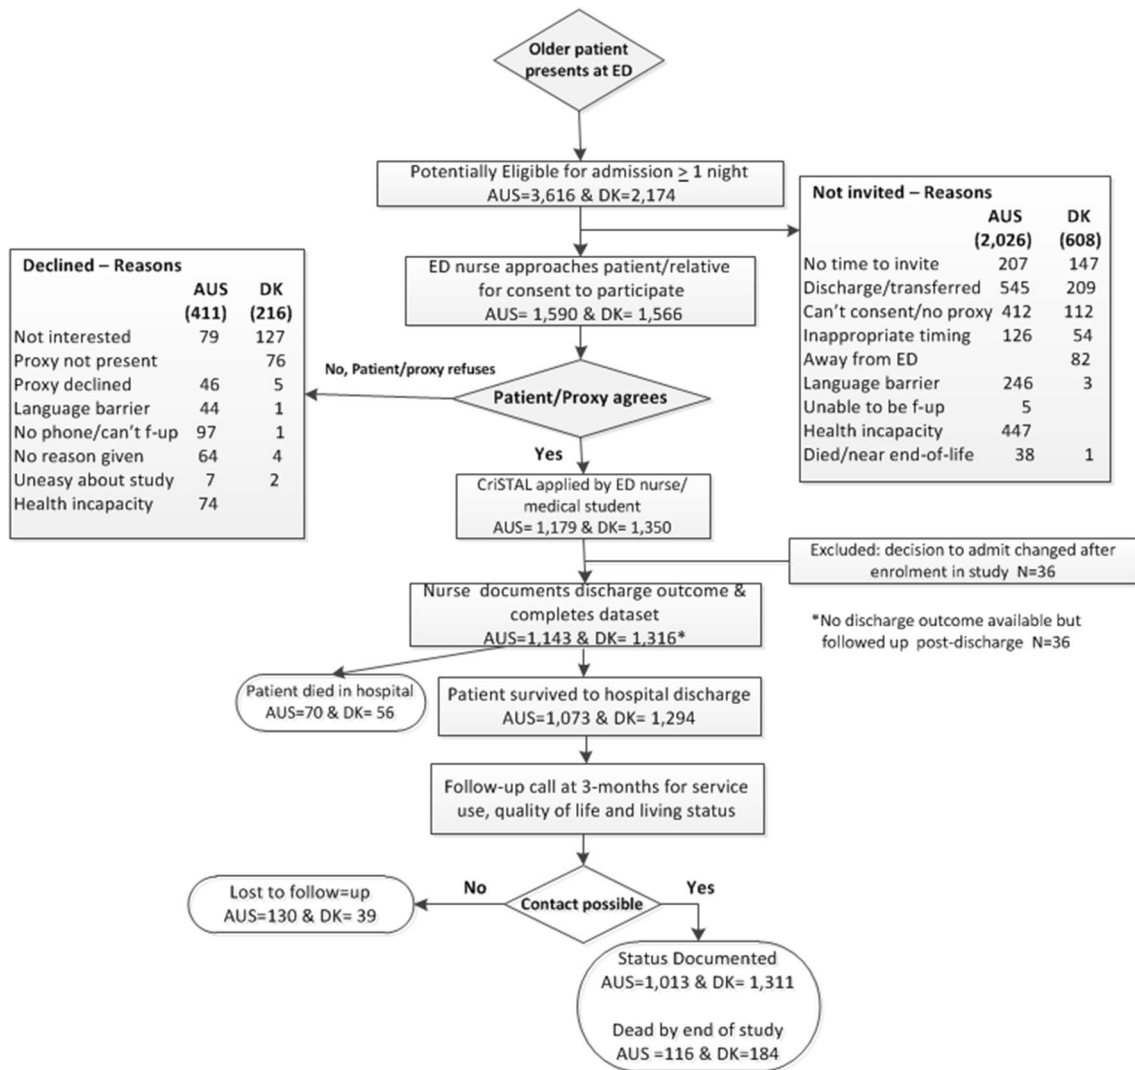 Older patient
presents at ED
Potentially Eligible for admission ≥ 1 night
AUS=3,616 & DK=2,174
Not invited – Reasons
AUS DK
(2,026) (608)
No time to invite 207 147
Discharge/transferred 545 209
Can't consent/no proxy 412 112
Inappropriate timing 126 54
Away from ED 82
Language barrier 246 3
Unable to be f-up 5
Health incapacity 447
Died/near end-of-life 38 1
ED nurse approaches patient/relative
for consent to participate
AUS= 1,590 & DK= 1,566
Declined – Reasons
AUS DK
(411) (216)
Not interested 79 127
Proxy not present 76
Proxy declined 46 5
Language barrier 44 1
No phone/can't f-up 97 1
No reason given 64 4
Uneasy about study 7 2
Health incapacity 74
No, Patient/proxy refuses
Patient/Proxy agrees
Yes
CriSTAL applied by ED nurse/
medical student
AUS= 1,179 & DK= 1,350
Excluded: decision to admit changed after
enrolment in study N=36
Nurse documents discharge outcome &
completes dataset
AUS=1,143 & DK= 1,316*
*No discharge outcome available but
followed up post-discharge N=36
Patient died in hospital
AUS=70 & DK= 56
Patient survived to hospital discharge
AUS=1,073 & DK= 1,294
Follow-up call at 3-months for service
use, quality of life and living status
No
Yes
Contact possible
Lost to follow=up
AUS=130 & DK= 39
Status Documented
AUS=1,013 & DK= 1,311
Dead by end of study
AUS =116 & DK=184